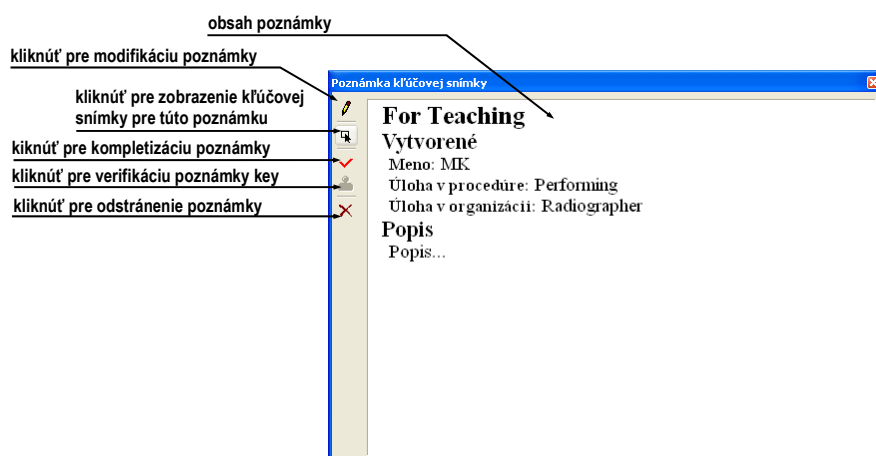 obsah poznámky
kliknúť pre modifikáciu poznámky
kliknúť pre zobrazenie kľúčovej
snímky pre túto poznámku
kiknúť pre kompletizáciu poznámky
kliknúť pre verifikáciu poznámky key
kliknúť pre odstránenie poznámky
Poznámka kľúčovej snímky
For Teaching
Vytvorené
Meno: MK
Úloha v procedúre: Performing
Úloha v organizácii: Radiographer
Popis
Popis...